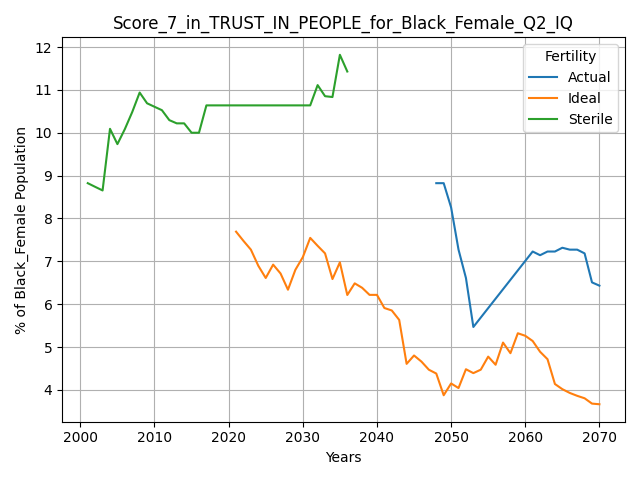 Score_7_in_TRUST_IN_PEOPLE_for_Black_Female_Q2_IQ
% of Black_Female Population
12
11
10
9
8
7
6
5
4
Fertility
Actual
Ideal
Sterile
2000 2010 2020 2030 2040 2050 2060 2070
Years